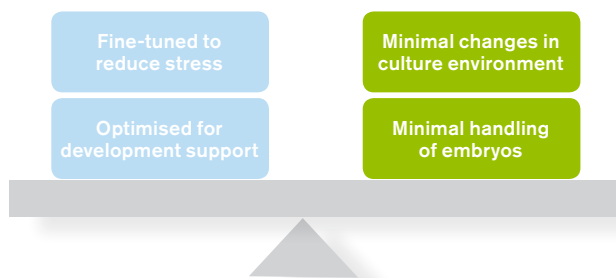 Fine-tuned to
reduce stress
Minimal changes in
culture environment
Optimised for
development support
Minimal handling
of embryos